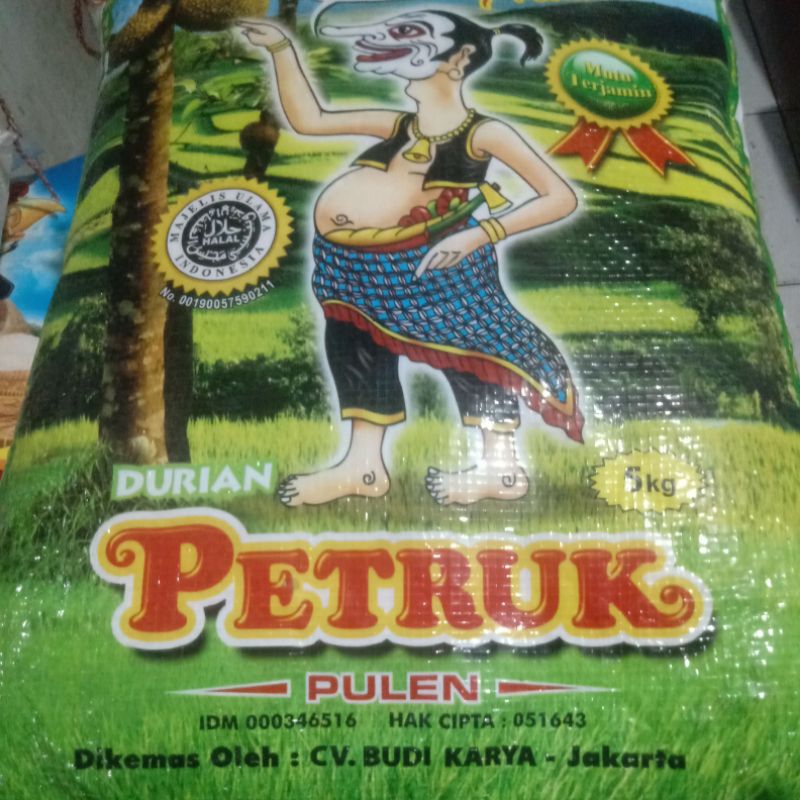 Mutu
Terjamin
MAJELIS ULAMA
حلال
HALAL
INDONESIA
No. 00190057590211
5kg
DURIAN
PETRUK
PULEN
IDM 000346516 HAK CIPTA : 051643
Dikemas Oleh : CV. BUDI KARYA - Jakarta